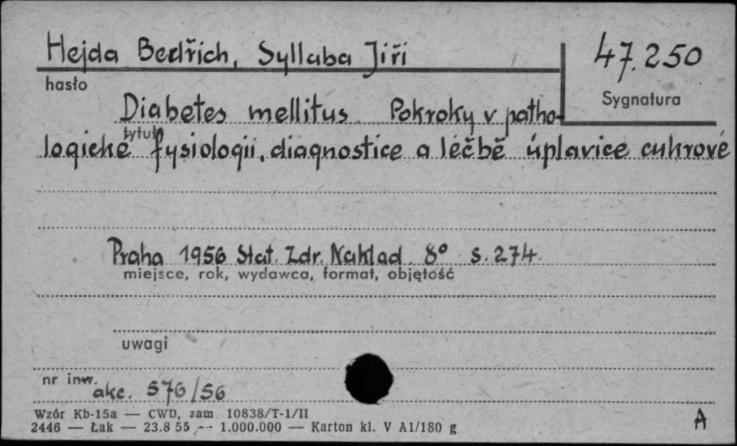 Hejda Bedřich, Syllaba Jiří
47.250
hasło
Sygnatura
Diabetes mellitus. Pokroky v patho-
tytuł
logické fysiologii, diagnostice a léčbě úplavice cukrové
Praha 1956 Stát. Zdr. Naklad. 8° s. 274.
miejsce, rok, wydawca, format, objętość
uwagi
nr inw.
akc. 576/56
Wzór Kb-15a — CWD, zam 10838/T-1/II
2446 — Łak — 23.8 55 — 1.000.000 — Karton kl. V A1/180 g
A